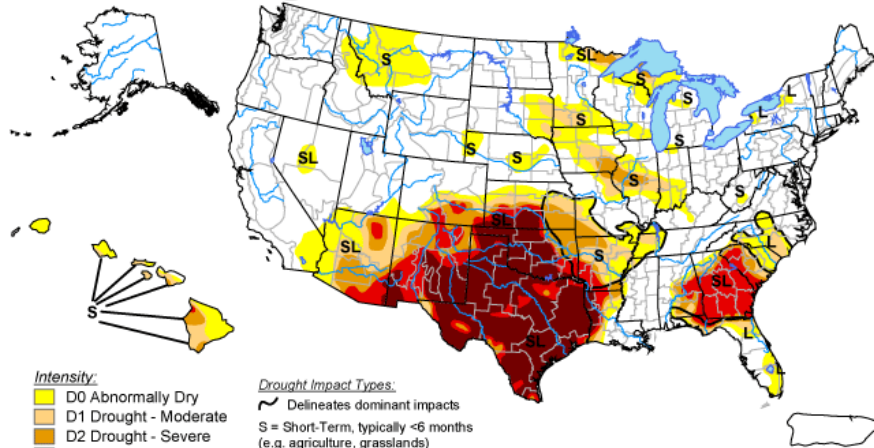 S
SL
S
S
L
L
S
S
S
S
SL
S
S
S
SL
SL
S
L
SL
S
SL
L
L
Intensity:
D0 Abnormally Dry
D1 Drought - Moderate
D2 Drought - Severe
Drought Impact Types:
Delineates dominant impacts
S = Short-Term, typically <6 months
(e.g. agriculture, grasslands)